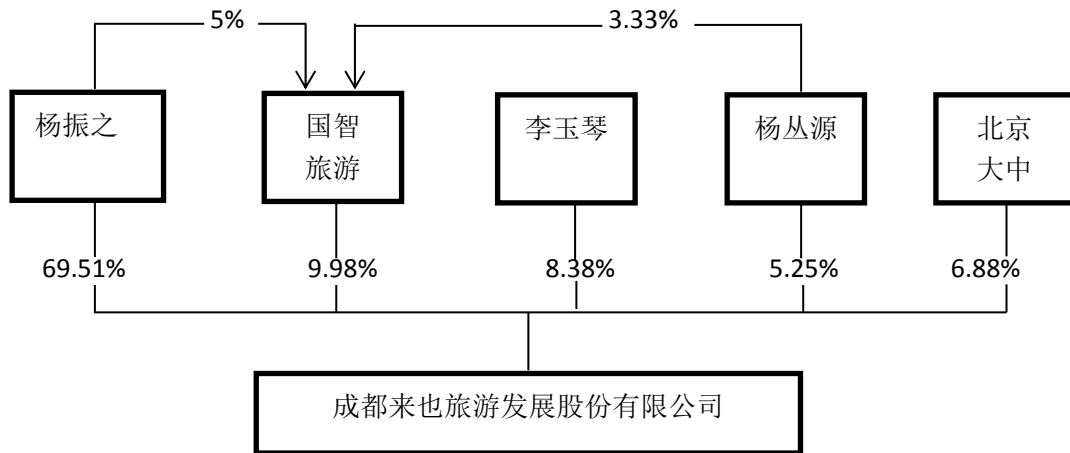 5%
3.33%
杨振之
国智
旅游
李玉琴
杨丛源
北京
大中
69.51%
9.98%
8.38%
5.25%
6.88%
成都来也旅游发展股份有限公司